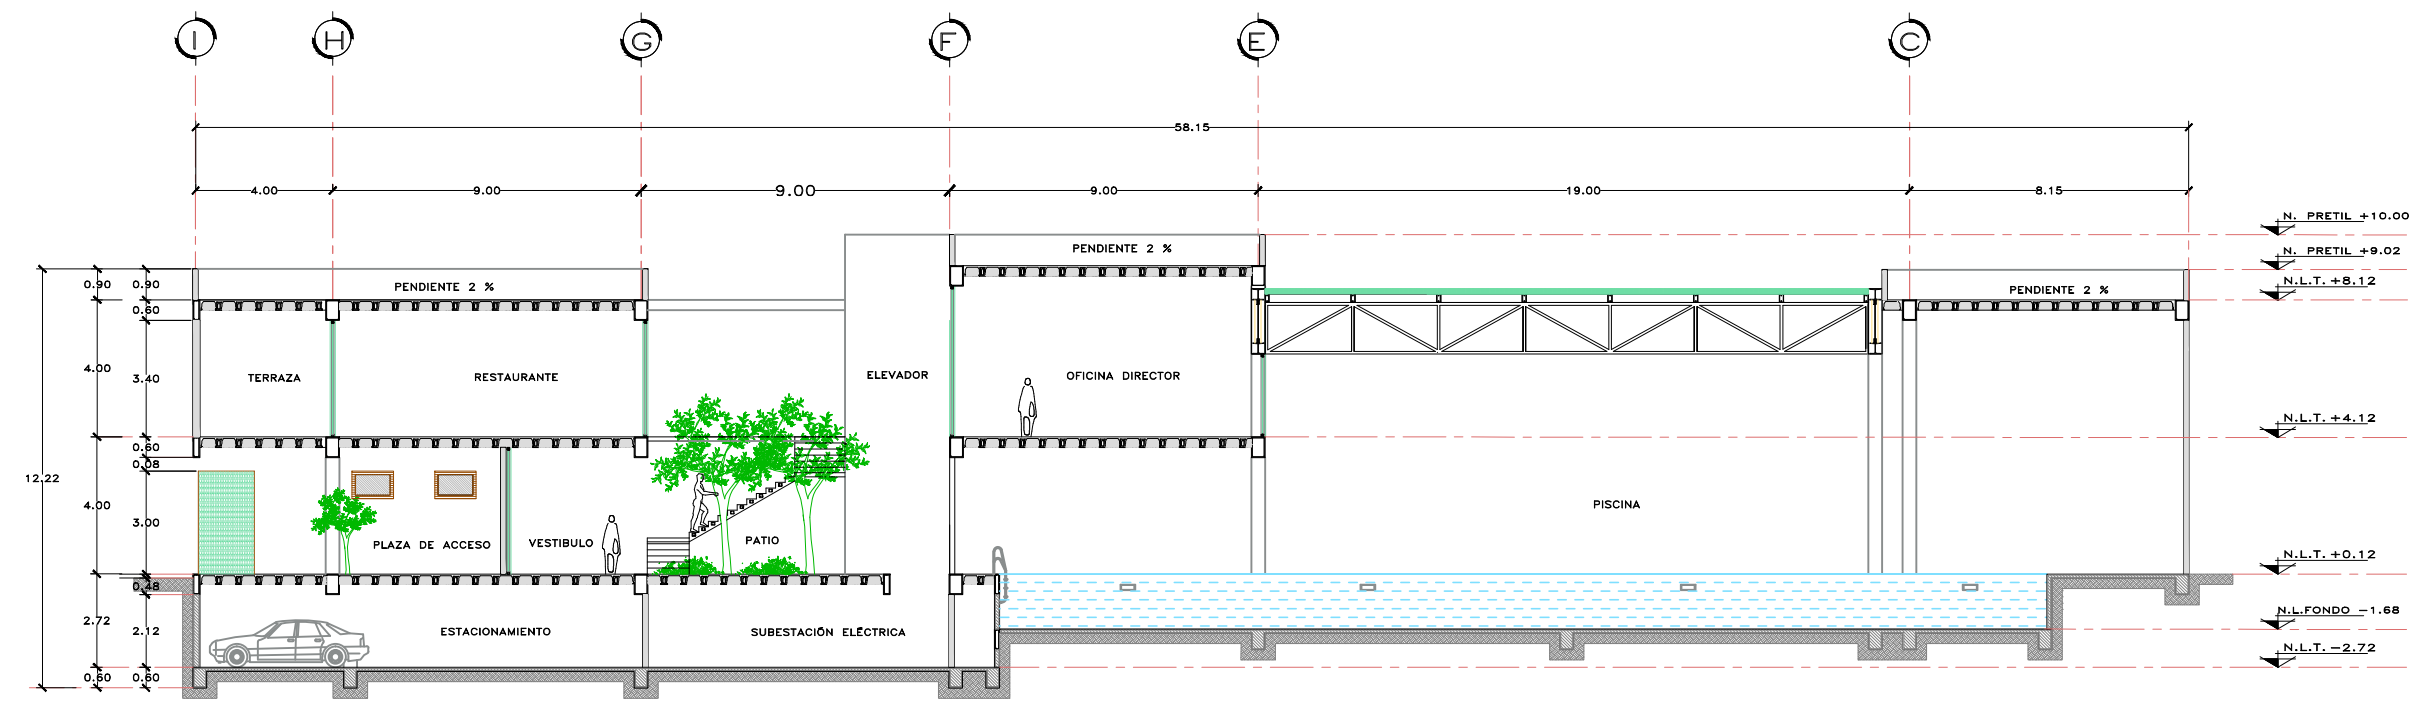 I H G F E C
58.15
4.00 9.00 9.00 9.00 19.00 8.15
N. PRETIL +10.00
PENDIENTE 2 %
N. PRETIL +9.02
0.90 0.90 PENDIENTE 2 % PENDIENTE 2 % N.L.T. +8.12
0.60
4.00 3.40 TERRAZA RESTAURANTE ELEVADOR OFICINA DIRECTOR
N.L.T. +4.12
0.60
0.08
12.22
4.00 3.00 PISCINA
PLAZA DE ACCESO VESTIBULO PATIO
N.L.T. +0.12
0.48
N.L.FONDO -1.68
2.72 2.12 ESTACIONAMIENTO SUBESTACIÓN ELÉCTRICA
N.L.T. -2.72
0.60 0.60